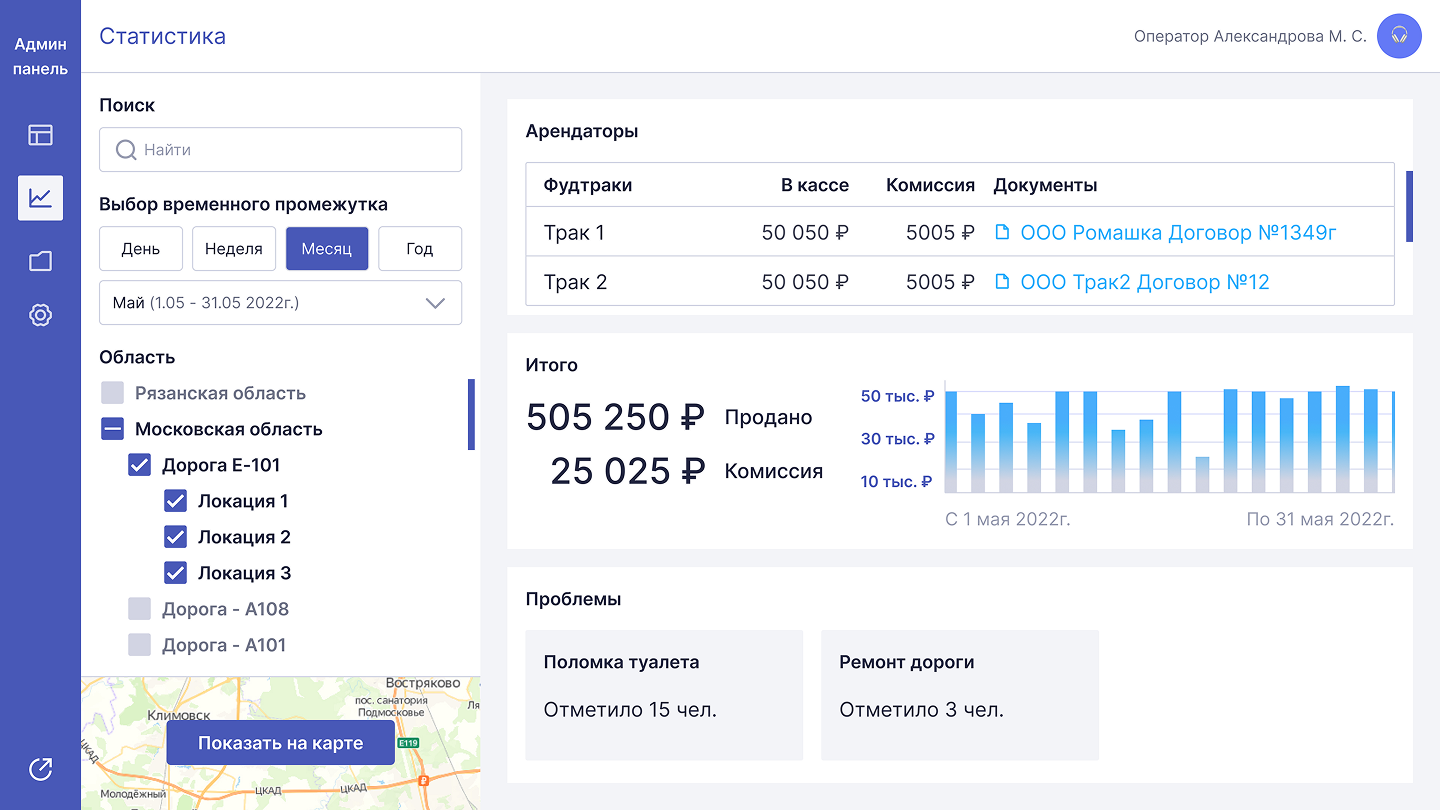 Админ
панель
Статистика
Оператор Александрова М. С.
Поиск
Найти
Выбор временного промежутка
День Неделя Месяц Год
Май (1.05 - 31.05 2022г.)
Область
Рязанская область
Московская область
Дорога Е-101
Локация 1
Локация 2
Локация 3
Дорога - А108
Дорога - А101
Востряково
пос. санатория
Подмосковье
Ля
Климовск
Показать на карте
E119
ЦКАД
ЦКАД
ЦКАД
Молодёжный
Арендаторы
Фудтраки В кассе Комиссия Документы
Трак 1 50 050 ₽ 5005 ₽ ООО Ромашка Договор №1349г
Трак 2 50 050 ₽ 5005 ₽ ООО Трак2 Договор №12
Итого
505 250 ₽ Продано
25 025 ₽ Комиссия
50 тыс. ₽
30 тыс. ₽
10 тыс. ₽
С 1 мая 2022г. По 31 мая 2022г.
Проблемы
Поломка туалета
Отметило 15 чел.
Ремонт дороги
Отметило 3 чел.